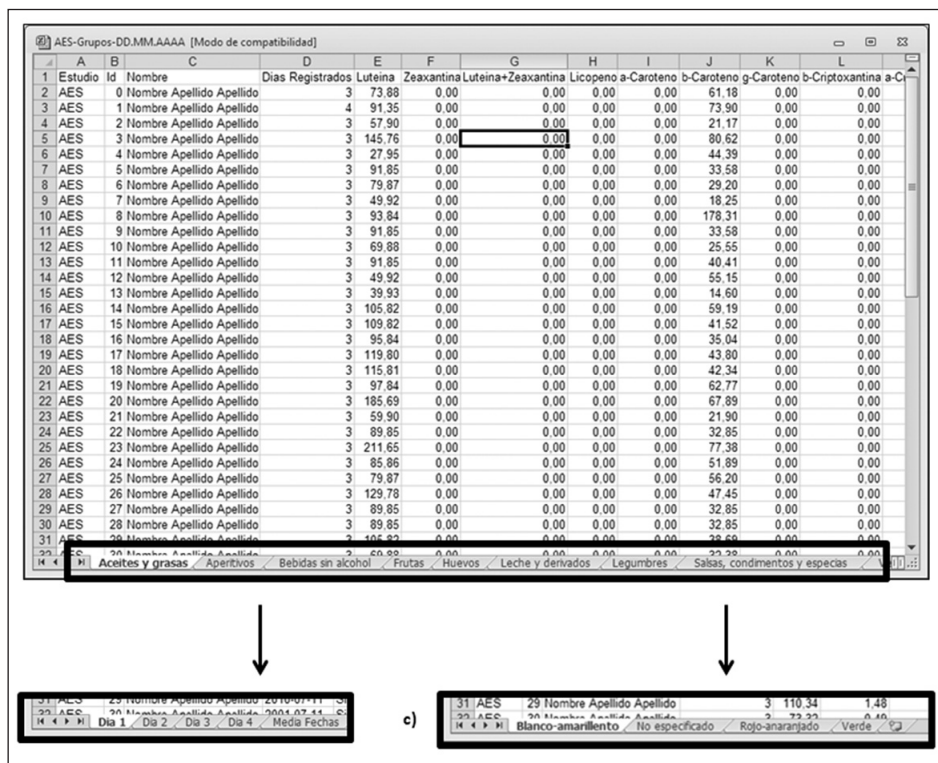 AES-Grupos-DD.MM.AAAA [Modo de compatibilidad]
A B C D E F G H I J K L
1 Estudio Id Nombre Dias Registrados Luteina Zeaxantina Luteina+Zeaxantina Licopeno a-Caroteno b-Caroteno g-Caroteno b-Criptoxantina
2 AES 0 Nombre Apellido Apellido 3 73,88 0,00 0,00 0,00 0,00 61,18 0,00 0,00
3 AES 1 Nombre Apellido Apellido 4 91,35 0,00 0,00 0,00 0,00 73,90 0,00 0,00
4 AES 2 Nombre Apellido Apellido 3 57,90 0,00 0,00 0,00 0,00 21,17 0,00 0,00
5 AES 3 Nombre Apellido Apellido 3 145,76 0,00 0,00 0,00 0,00 80,62 0,00 0,00
6 AES 4 Nombre Apellido Apellido 3 27,95 0,00 0,00 0,00 0,00 44,39 0,00 0,00
7 AES 5 Nombre Apellido Apellido 3 91,85 0,00 0,00 0,00 0,00 33,58 0,00 0,00
8 AES 6 Nombre Apellido Apellido 3 79,87 0,00 0,00 0,00 0,00 29,20 0,00 0,00
9 AES 7 Nombre Apellido Apellido 3 49,92 0,00 0,00 0,00 0,00 18,25 0,00 0,00
10 AES 8 Nombre Apellido Apellido 3 93,84 0,00 0,00 0,00 0,00 178,31 0,00 0,00
11 AES 9 Nombre Apellido Apellido 3 91,85 0,00 0,00 0,00 0,00 33,58 0,00 0,00
12 AES 10 Nombre Apellido Apellido 3 69,88 0,00 0,00 0,00 0,00 25,55 0,00 0,00
13 AES 11 Nombre Apellido Apellido 3 91,85 0,00 0,00 0,00 0,00 40,41 0,00 0,00
14 AES 12 Nombre Apellido Apellido 3 49,92 0,00 0,00 0,00 0,00 55,15 0,00 0,00
15 AES 13 Nombre Apellido Apellido 3 39,93 0,00 0,00 0,00 0,00 14,60 0,00 0,00
16 AES 14 Nombre Apellido Apellido 3 105,82 0,00 0,00 0,00 0,00 59,19 0,00 0,00
17 AES 15 Nombre Apellido Apellido 3 109,82 0,00 0,00 0,00 0,00 41,52 0,00 0,00
18 AES 16 Nombre Apellido Apellido 3 95,84 0,00 0,00 0,00 0,00 35,04 0,00 0,00
19 AES 17 Nombre Apellido Apellido 3 119,80 0,00 0,00 0,00 0,00 43,80 0,00 0,00
20 AES 18 Nombre Apellido Apellido 3 115,81 0,00 0,00 0,00 0,00 42,34 0,00 0,00
21 AES 19 Nombre Apellido Apellido 3 97,84 0,00 0,00 0,00 0,00 62,77 0,00 0,00
22 AES 20 Nombre Apellido Apellido 3 185,69 0,00 0,00 0,00 0,00 67,89 0,00 0,00
23 AES 21 Nombre Apellido Apellido 3 59,90 0,00 0,00 0,00 0,00 21,90 0,00 0,00
24 AES 22 Nombre Apellido Apellido 3 89,85 0,00 0,00 0,00 0,00 32,85 0,00 0,00
25 AES 23 Nombre Apellido Apellido 3 211,65 0,00 0,00 0,00 0,00 77,38 0,00 0,00
26 AES 24 Nombre Apellido Apellido 3 85,86 0,00 0,00 0,00 0,00 51,89 0,00 0,00
27 AES 25 Nombre Apellido Apellido 3 79,87 0,00 0,00 0,00 0,00 56,20 0,00 0,00
28 AES 26 Nombre Apellido Apellido 3 129,78 0,00 0,00 0,00 0,00 47,45 0,00 0,00
29 AES 27 Nombre Apellido Apellido 3 89,85 0,00 0,00 0,00 0,00 32,85 0,00 0,00
30 AES 28 Nombre Apellido Apellido 3 89,85 0,00 0,00 0,00 0,00 32,85 0,00 0,00
31 AES 29 Nombre Apellido Apellido 3 105,82 0,00 0,00 0,00 0,00 38,69 0,00 0,00
Aceites y grasas Aperitivos Bebidas sin alcohol Frutas Huevos Leche y derivados Legumbres Salsas, condimentos y especias
Dia 1 Dia 2 Dia 3 Dia 4 Media Fechas
c)
31 AES 29 Nombre Apellido Apellido 3 110,34 1,48
Blanco-amarillento No especificado Rojo-anaranjado Verde